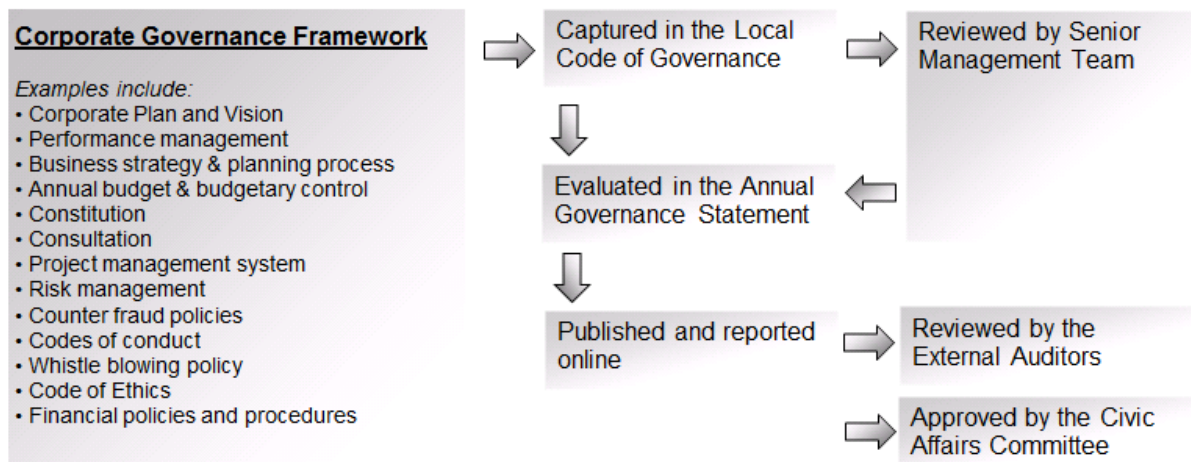 Corporate Governance Framework
Examples include:
• Corporate Plan and Vision
• Performance management
• Business strategy & planning process
• Annual budget & budgetary control
• Constitution
• Consultation
• Project management system
• Risk management
• Counter fraud policies
• Codes of conduct
• Whistle blowing policy
• Code of Ethics
• Financial policies and procedures
Captured in the Local
Code of Governance
Reviewed by Senior
Management Team
Evaluated in the Annual
Governance Statement
Published and reported
online
Reviewed by the
External Auditors
Approved by the Civic
Affairs Committee